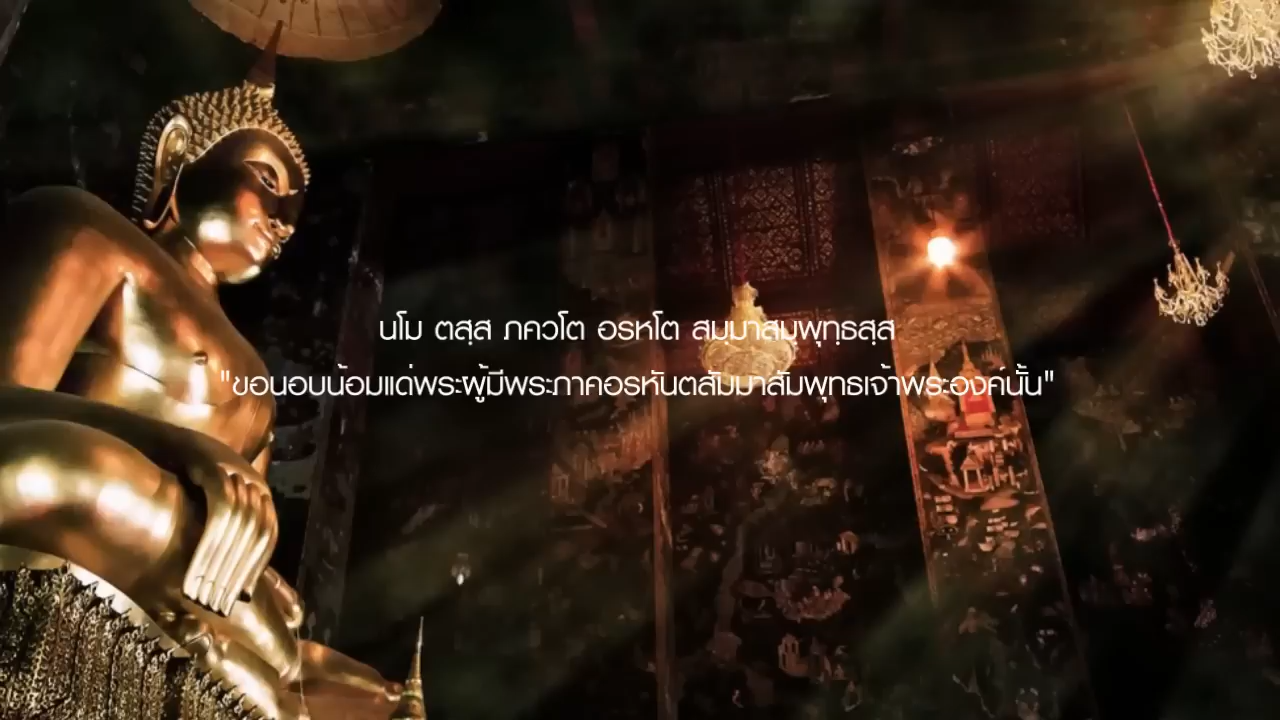 นโม ตสฺส ภควโต อรหโต สมฺมาสมฺพุทฺธสฺส
"ขอนอบน้อมแด่พระผู้มีพระภาคอรหันตสัมมาสัมพุทธเจ้าพระองค์นั้น"